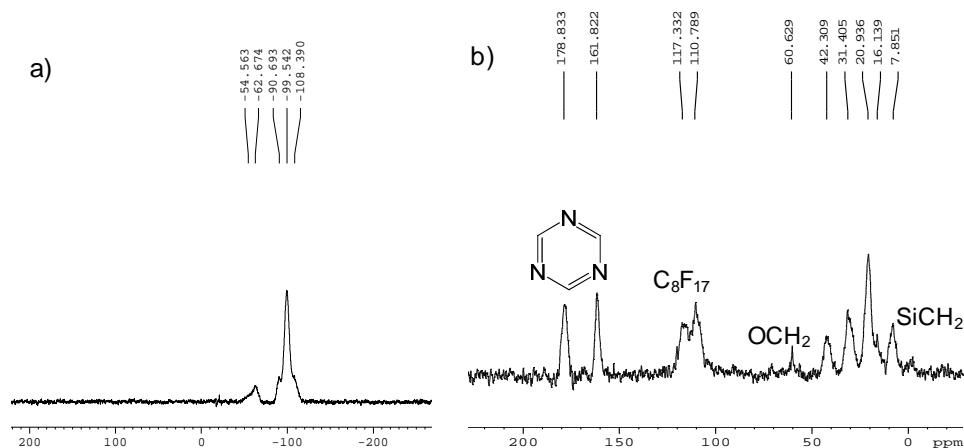 a)
-54.563
-62.674
-90.693
-99.542
-108.390
200 100 0 -100 -200
b)
178.833
161.822
117.332
110.789
60.629
42.309
31.405
20.936
16.139
7.851
N
N N
C8F17
OCH2
SiCH2
200 150 100 50 0 ppm